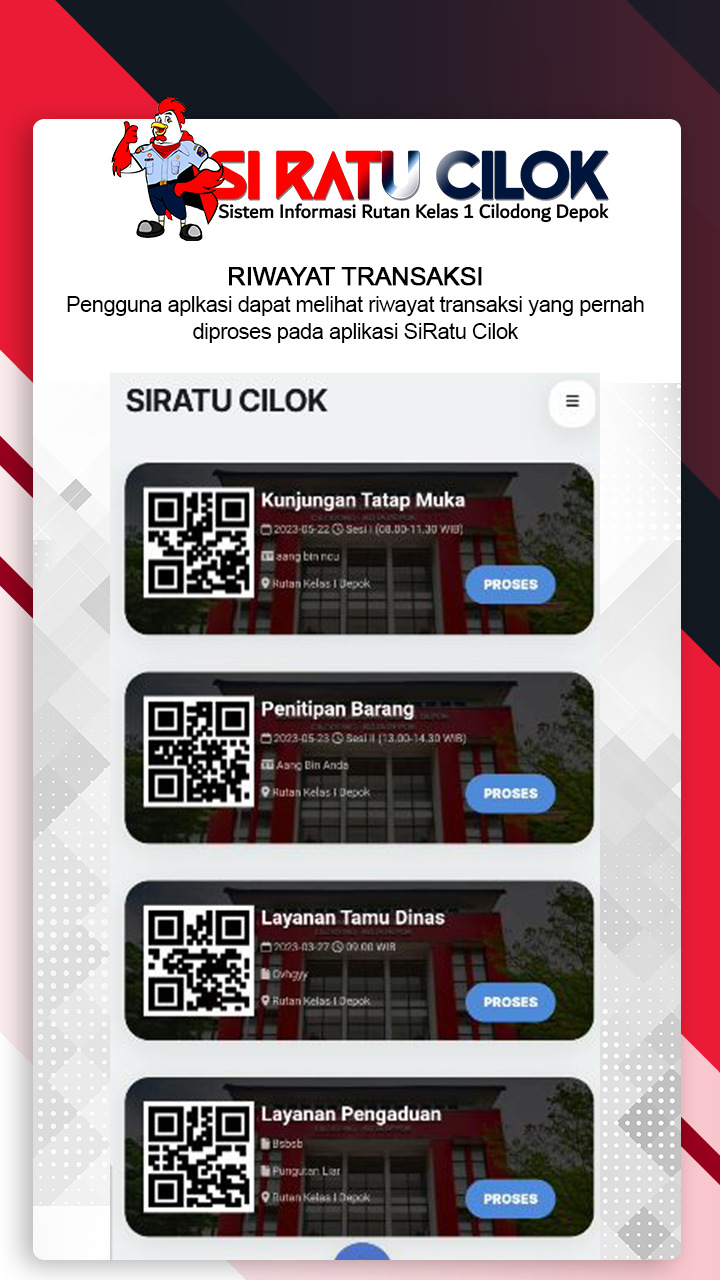 SI RATU CILOK
Sistem Informasi Rutan Kelas 1 Cilodong Depok
RIWAYAT TRANSAKSI
Pengguna aplkasi dapat melihat riwayat transaksi yang pernah
diproses pada aplikasi SiRatu Cilok
SIRATU CILOK
Kunjungan Tatap Muka
2023-05-22 Sesi I (08.00-11.30 WIB)
aang bin ncu
Rutan Kelas I Depok
PROSES
Penitipan Barang
2023-05-23 Sesi II (13.00-14.30 WIB)
Aang Bin Anda
Rutan Kelas I Depok
PROSES
Layanan Tamu Dinas
2023-03-27 09.00 WIB
Gvhgyy
Rutan Kelas I Depok
PROSES
Layanan Pengaduan
Bsbsb
Pungutan Liar
Rutan Kelas I Depok
PROSES